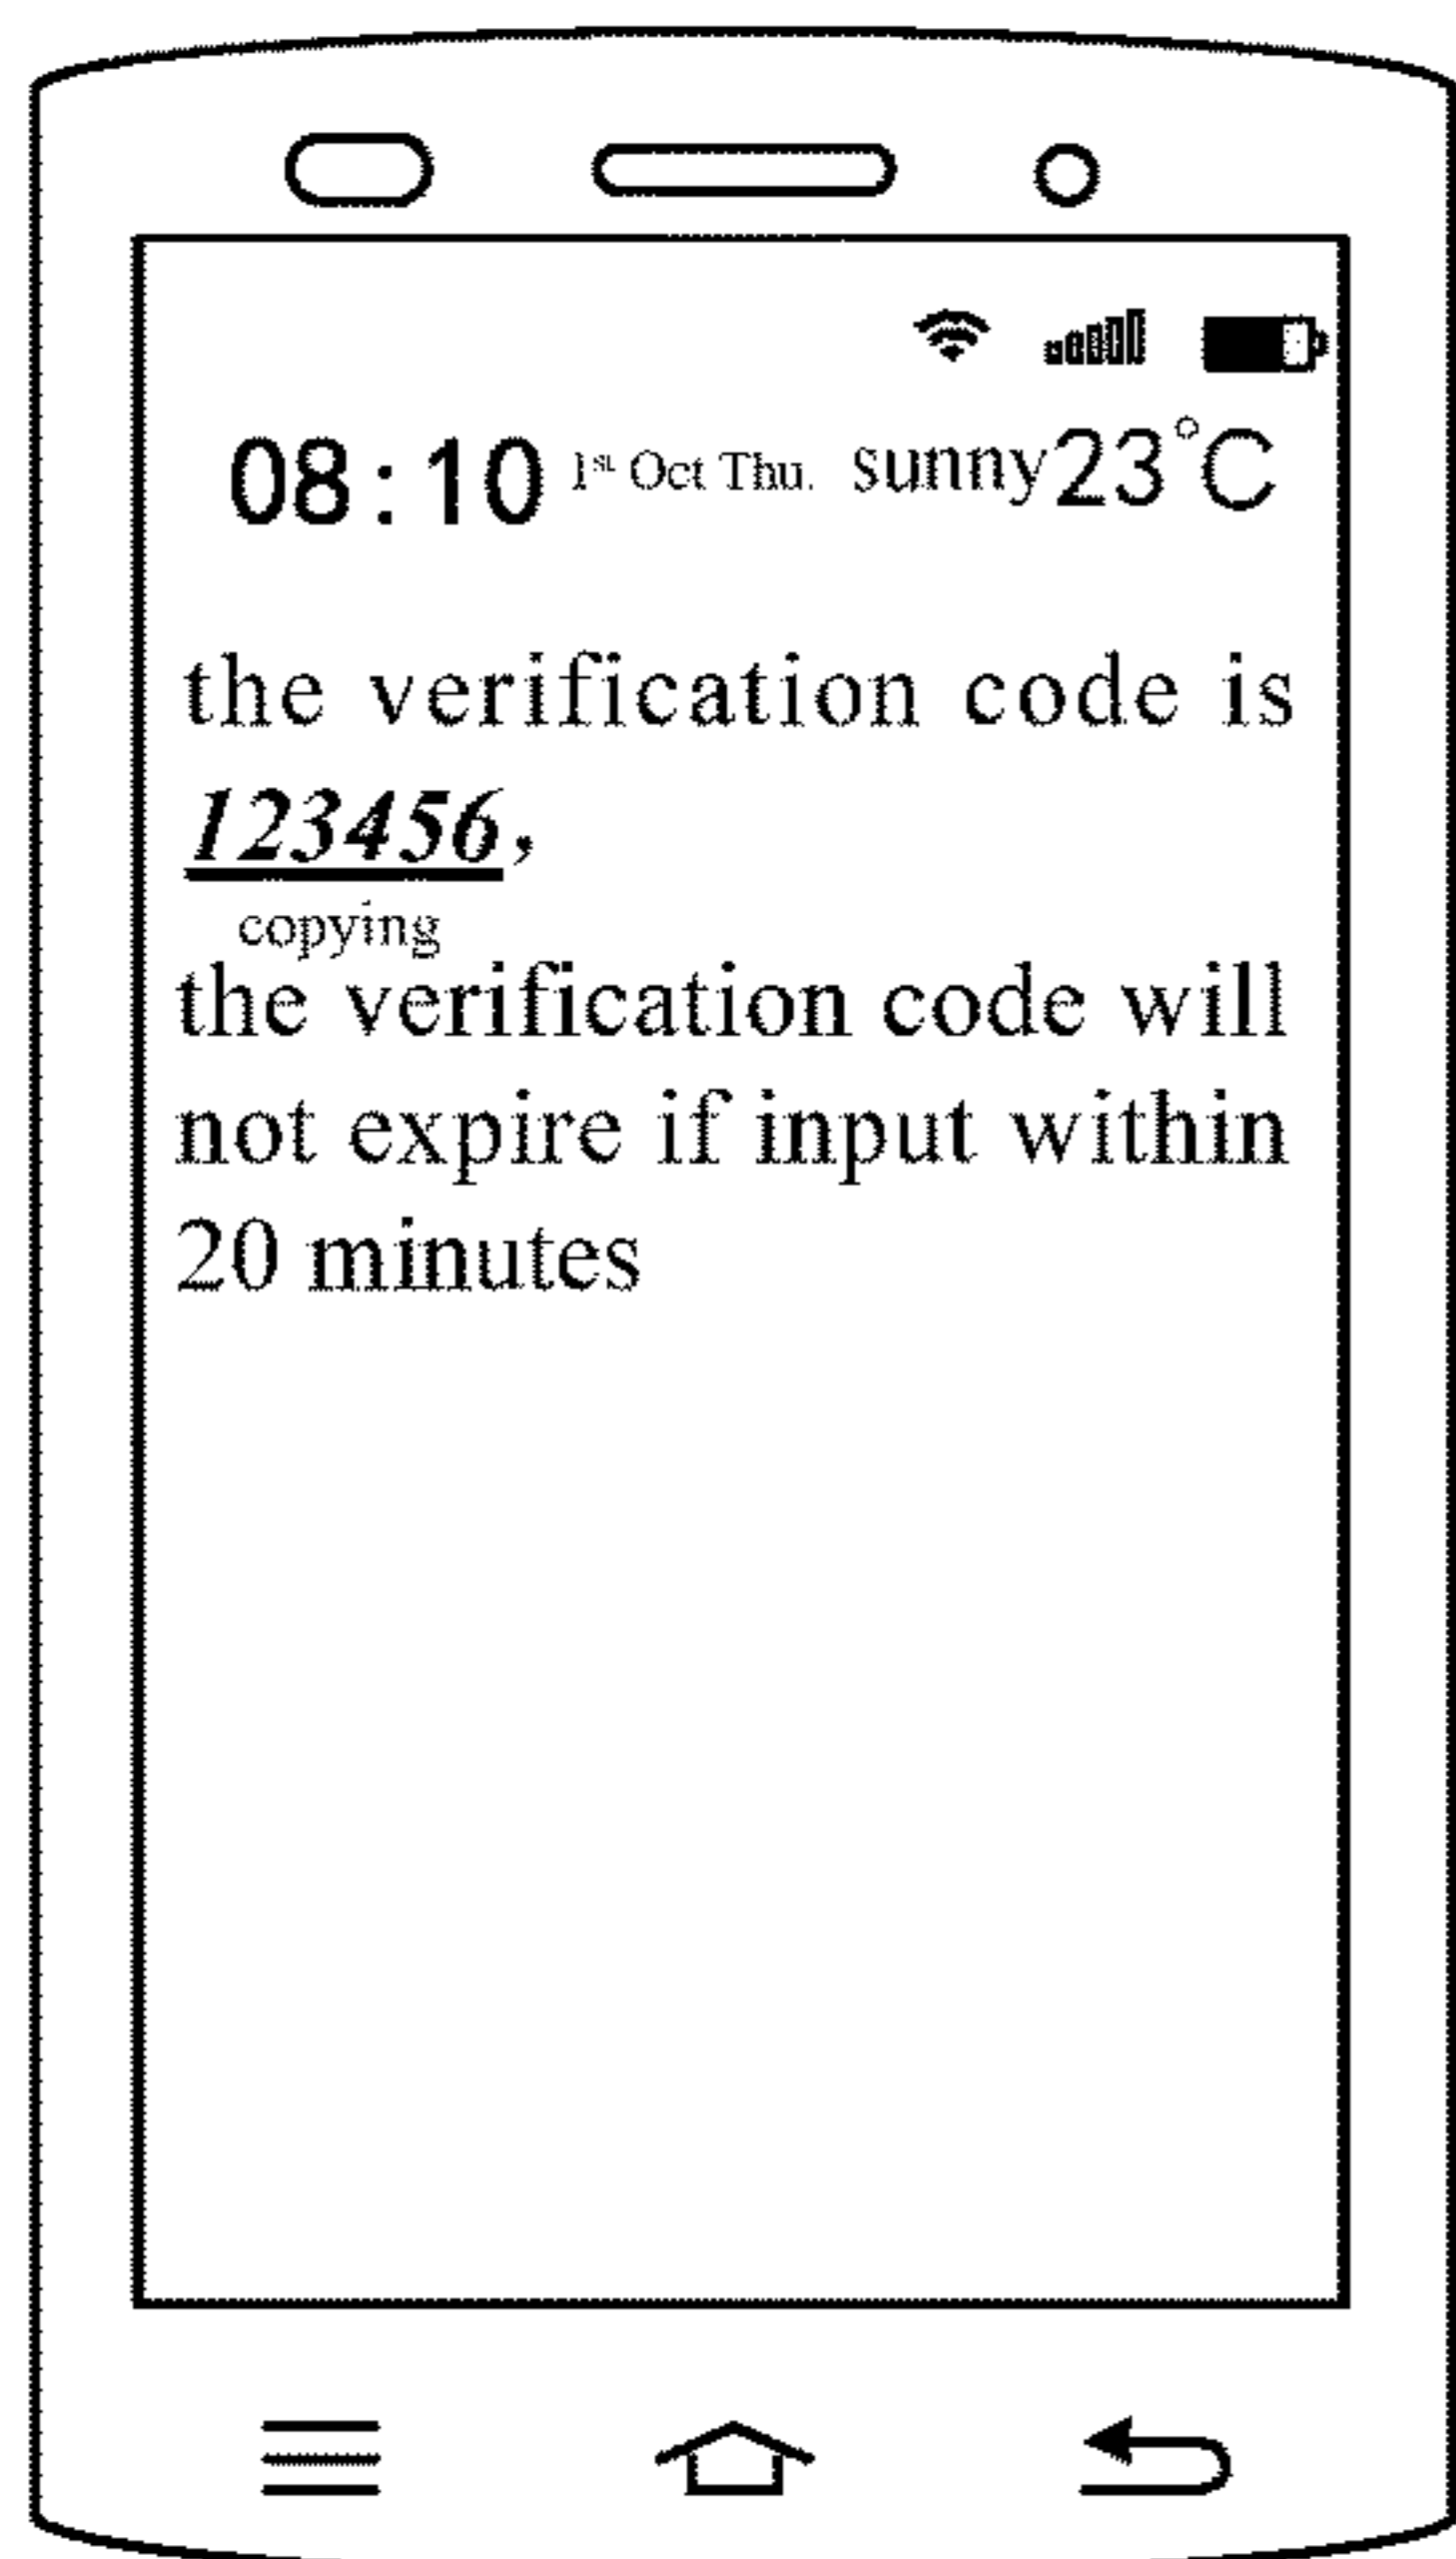 08:10 1st Oct Thu. sunny 23°C
the verification code is
123456,
copying
the verification code will
not expire if input within
20 minutes